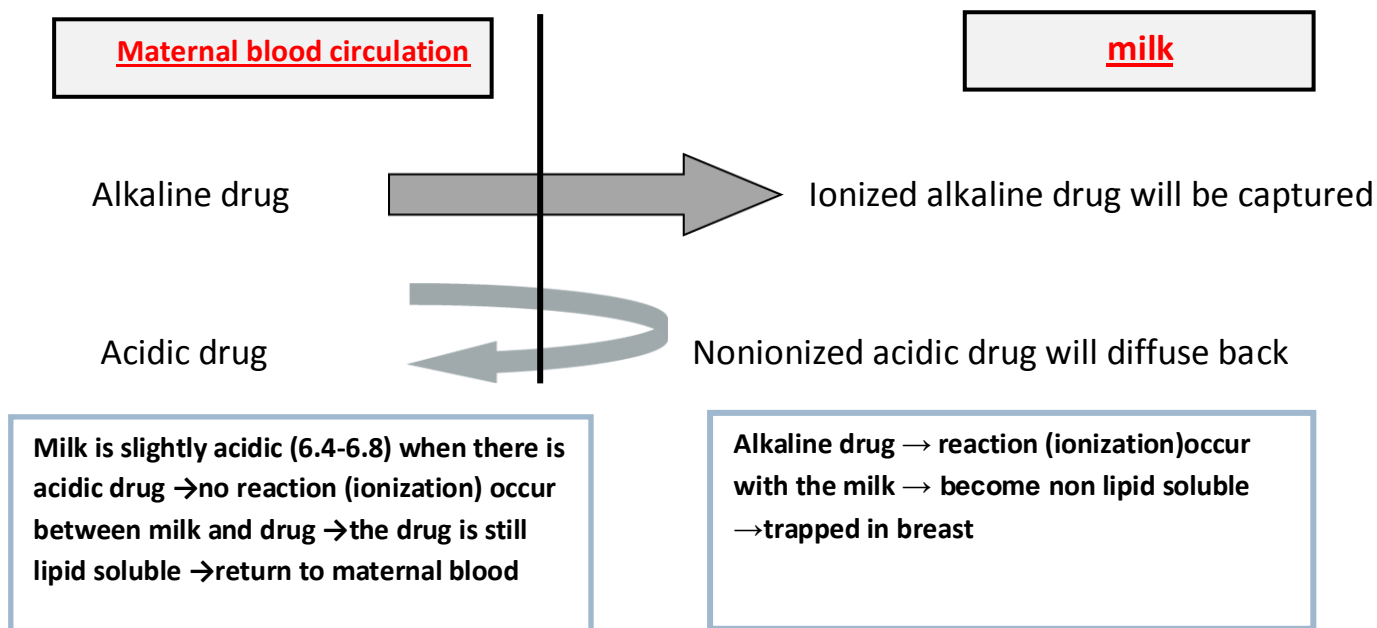 Maternal blood circulation
milk
Alkaline drug
Ionized alkaline drug will be captured
Acidic drug
Nonionized acidic drug will diffuse back
Milk is slightly acidic (6.4-6.8) when there is
acidic drug →no reaction (ionization) occur
between milk and drug →the drug is still
lipid soluble →return to maternal blood
Alkaline drug → reaction (ionization)occur
with the milk → become non lipid soluble
→trapped in breast